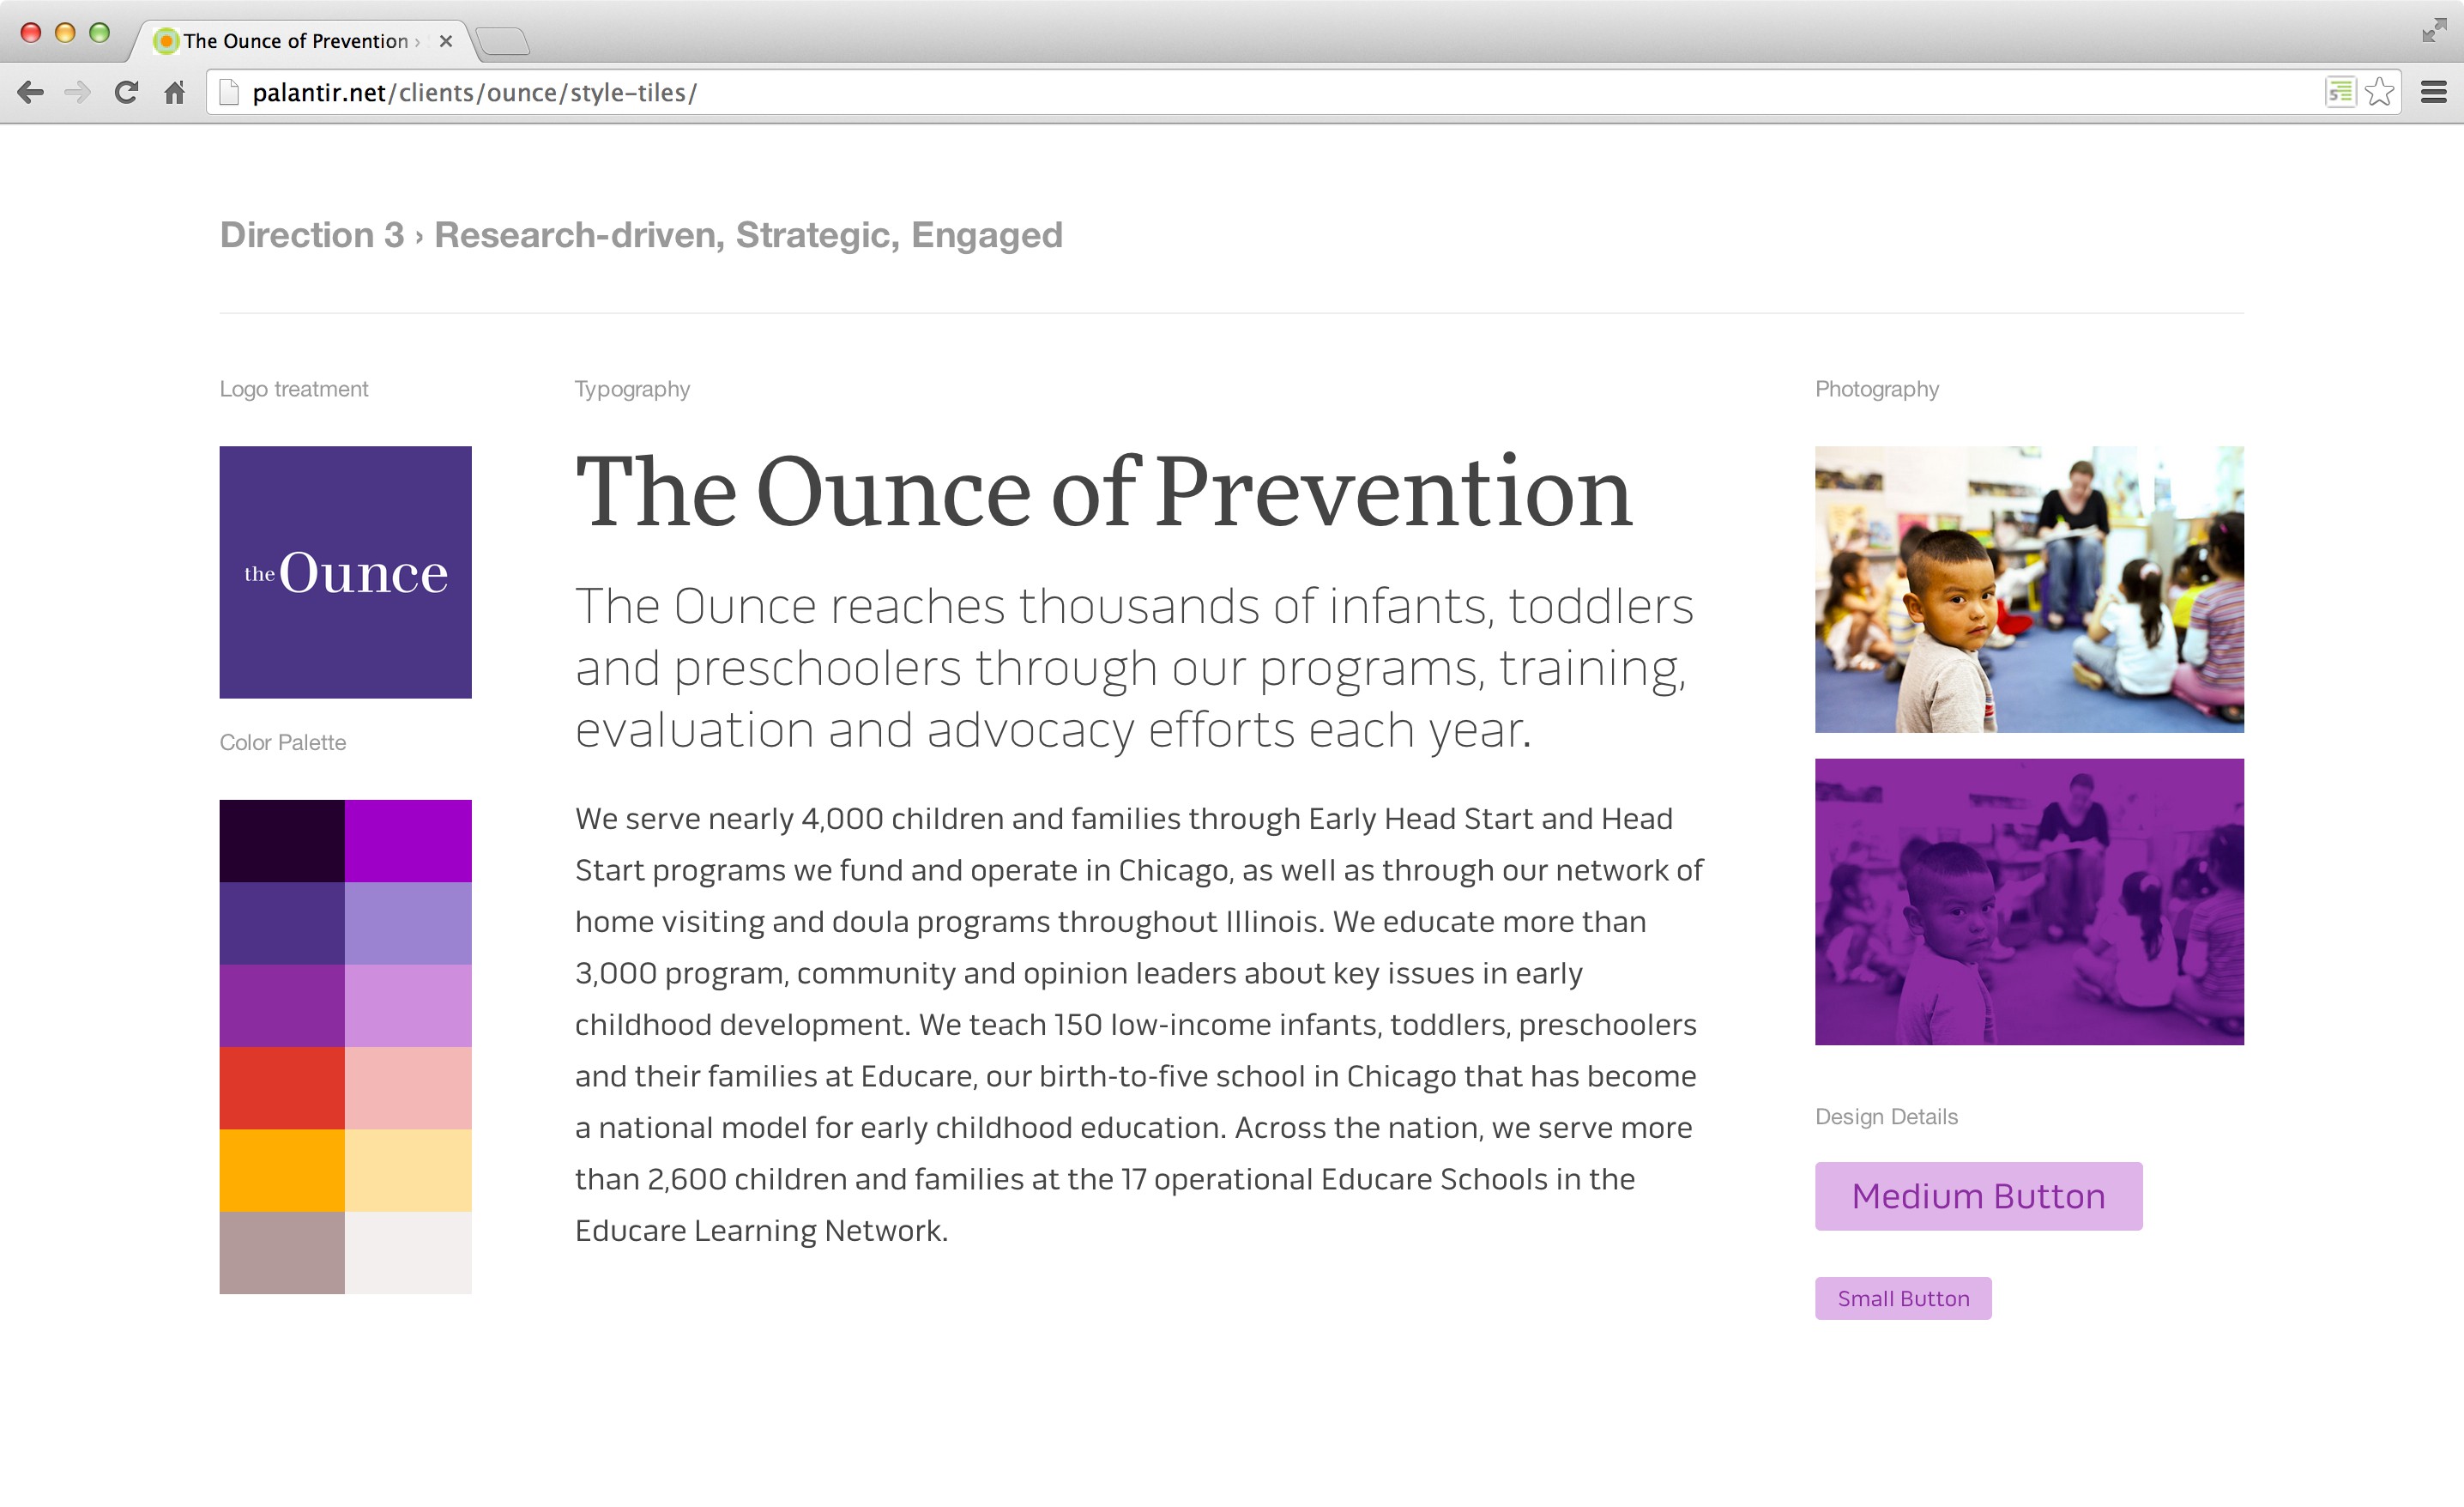 The Ounce of Prevention ›
palantir.net/clients/ounce/style-tiles/
Direction 3 › Research-driven, Strategic, Engaged
Logo treatment
the Ounce
Color Palette
Typography
The Ounce of Prevention
The Ounce reaches thousands of infants, toddlers
and preschoolers through our programs, training,
evaluation and advocacy efforts each year.
We serve nearly 4,000 children and families through Early Head Start and Head
Start programs we fund and operate in Chicago, as well as through our network of
home visiting and doula programs throughout Illinois. We educate more than
3,000 program, community and opinion leaders about key issues in early
childhood development. We teach 150 low-income infants, toddlers, preschoolers
and their families at Educare, our birth-to-five school in Chicago that has become
a national model for early childhood education. Across the nation, we serve more
than 2,600 children and families at the 17 operational Educare Schools in the
Educare Learning Network.
Photography
Design Details
Medium Button
Small Button